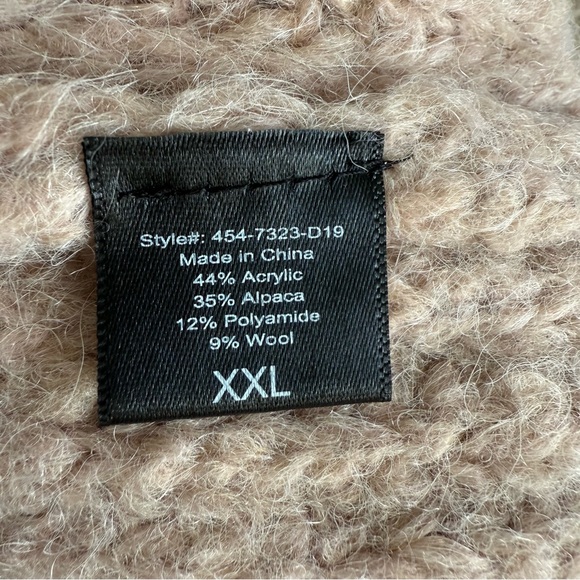 Style#: 454-7323-D19
Made in China
44% Acrylic
35% Alpaca
12% Polyamide
9% Wool
XXL